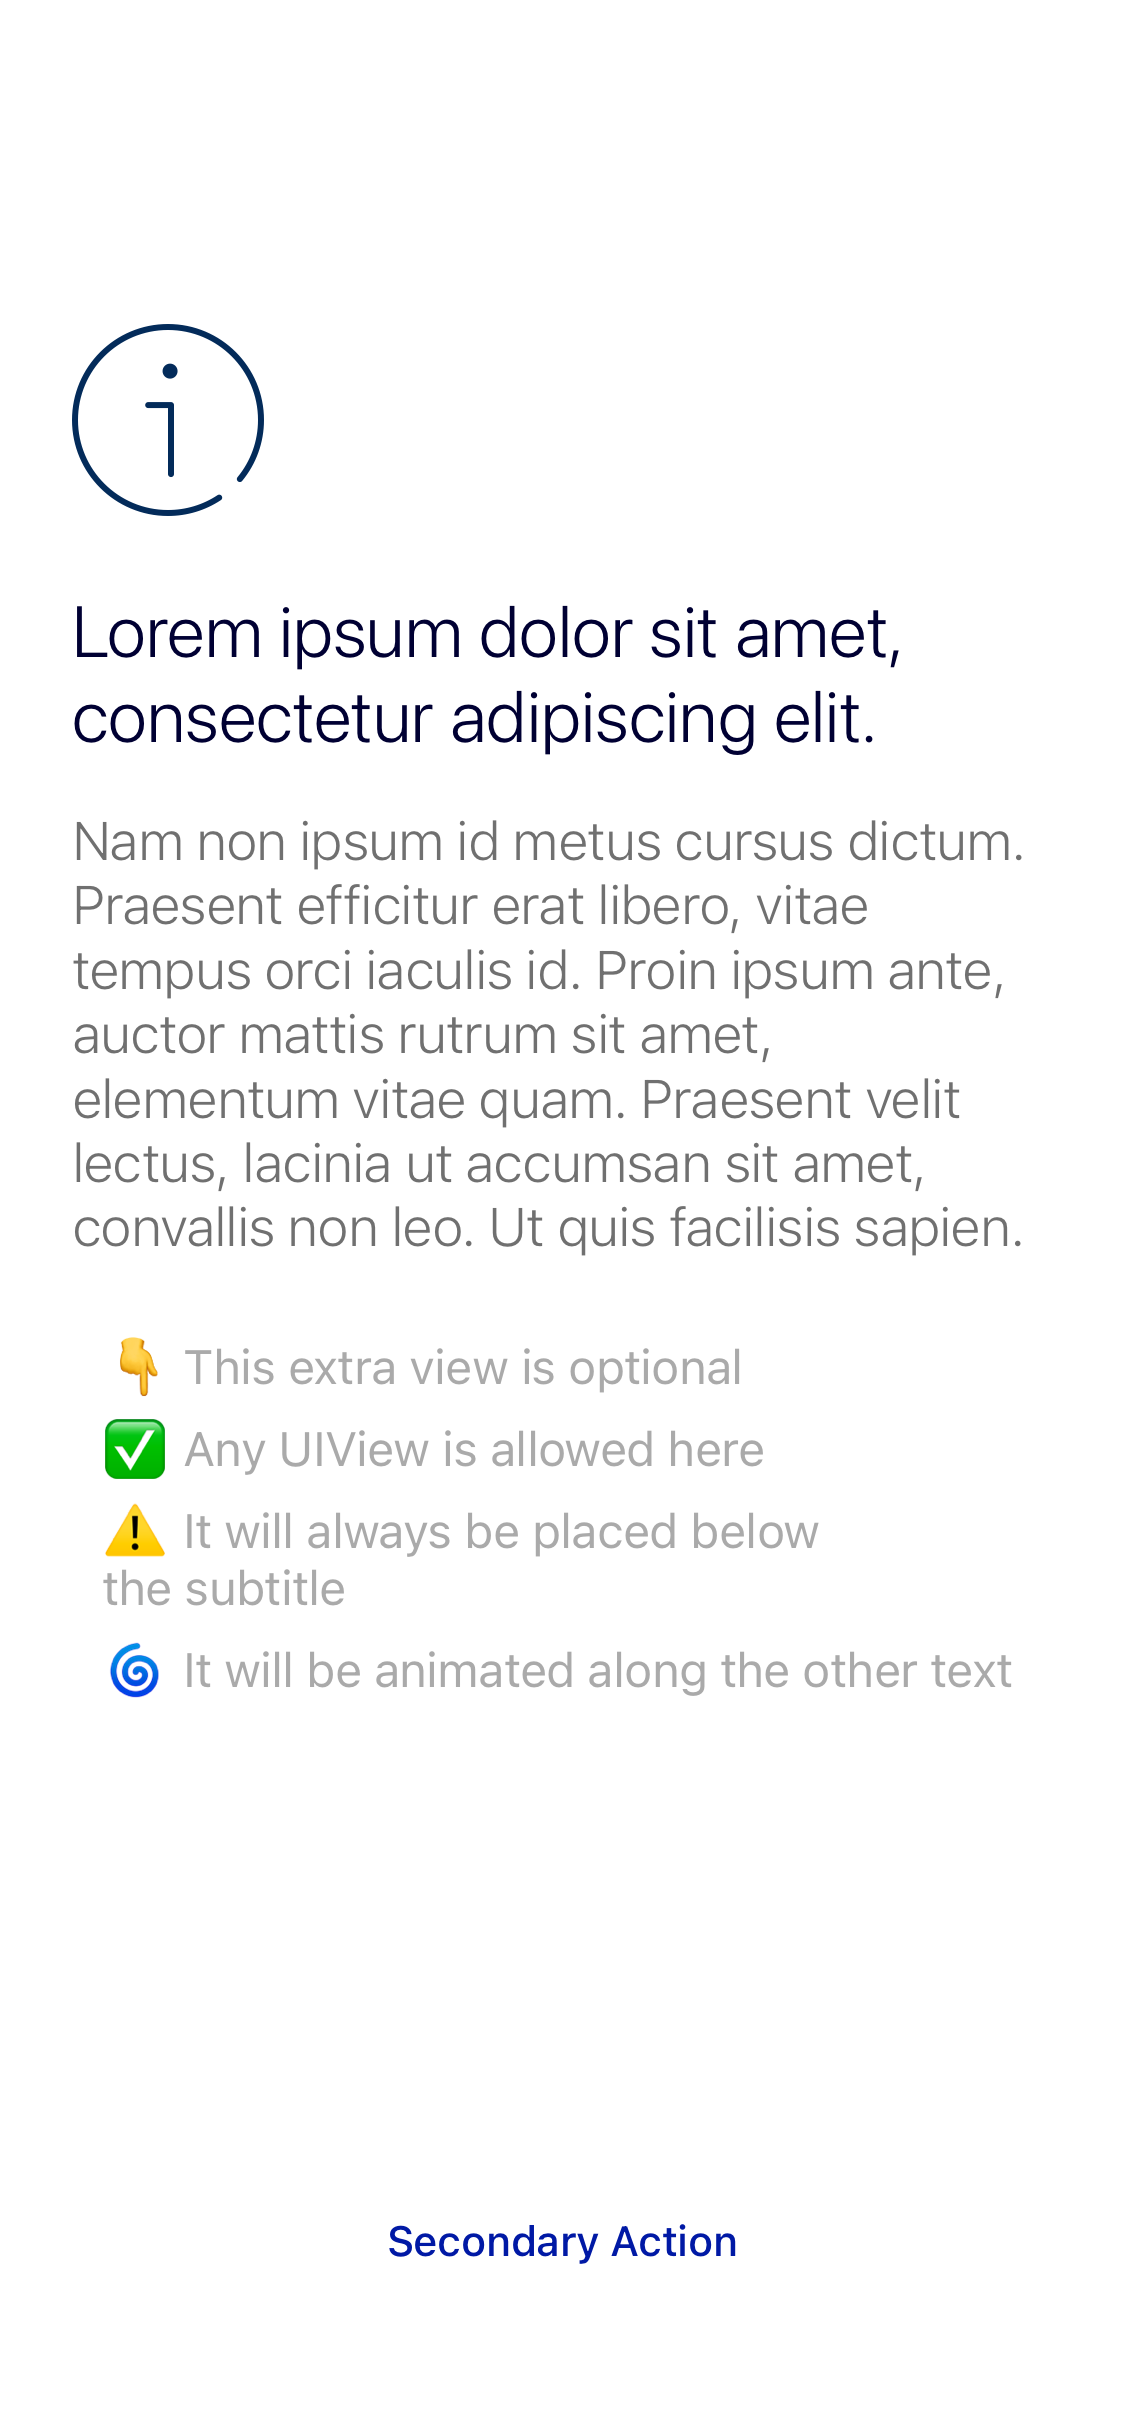 Lorem ipsum dolor sit amet,
consectetur adipiscing elit.
Nam non ipsum id metus cursus dictum.
Praesent efficitur erat libero, vitae
tempus orci iaculis id. Proin ipsum ante,
auctor mattis rutrum sit amet,
elementum vitae quam. Praesent velit
lectus, lacinia ut accumsan sit amet,
convallis non leo. Ut quis facilisis sapien.
👇 This extra view is optional
✅ Any UIView is allowed here
⚠️ It will always be placed below
the subtitle
🌀 It will be animated along the other text
Secondary Action